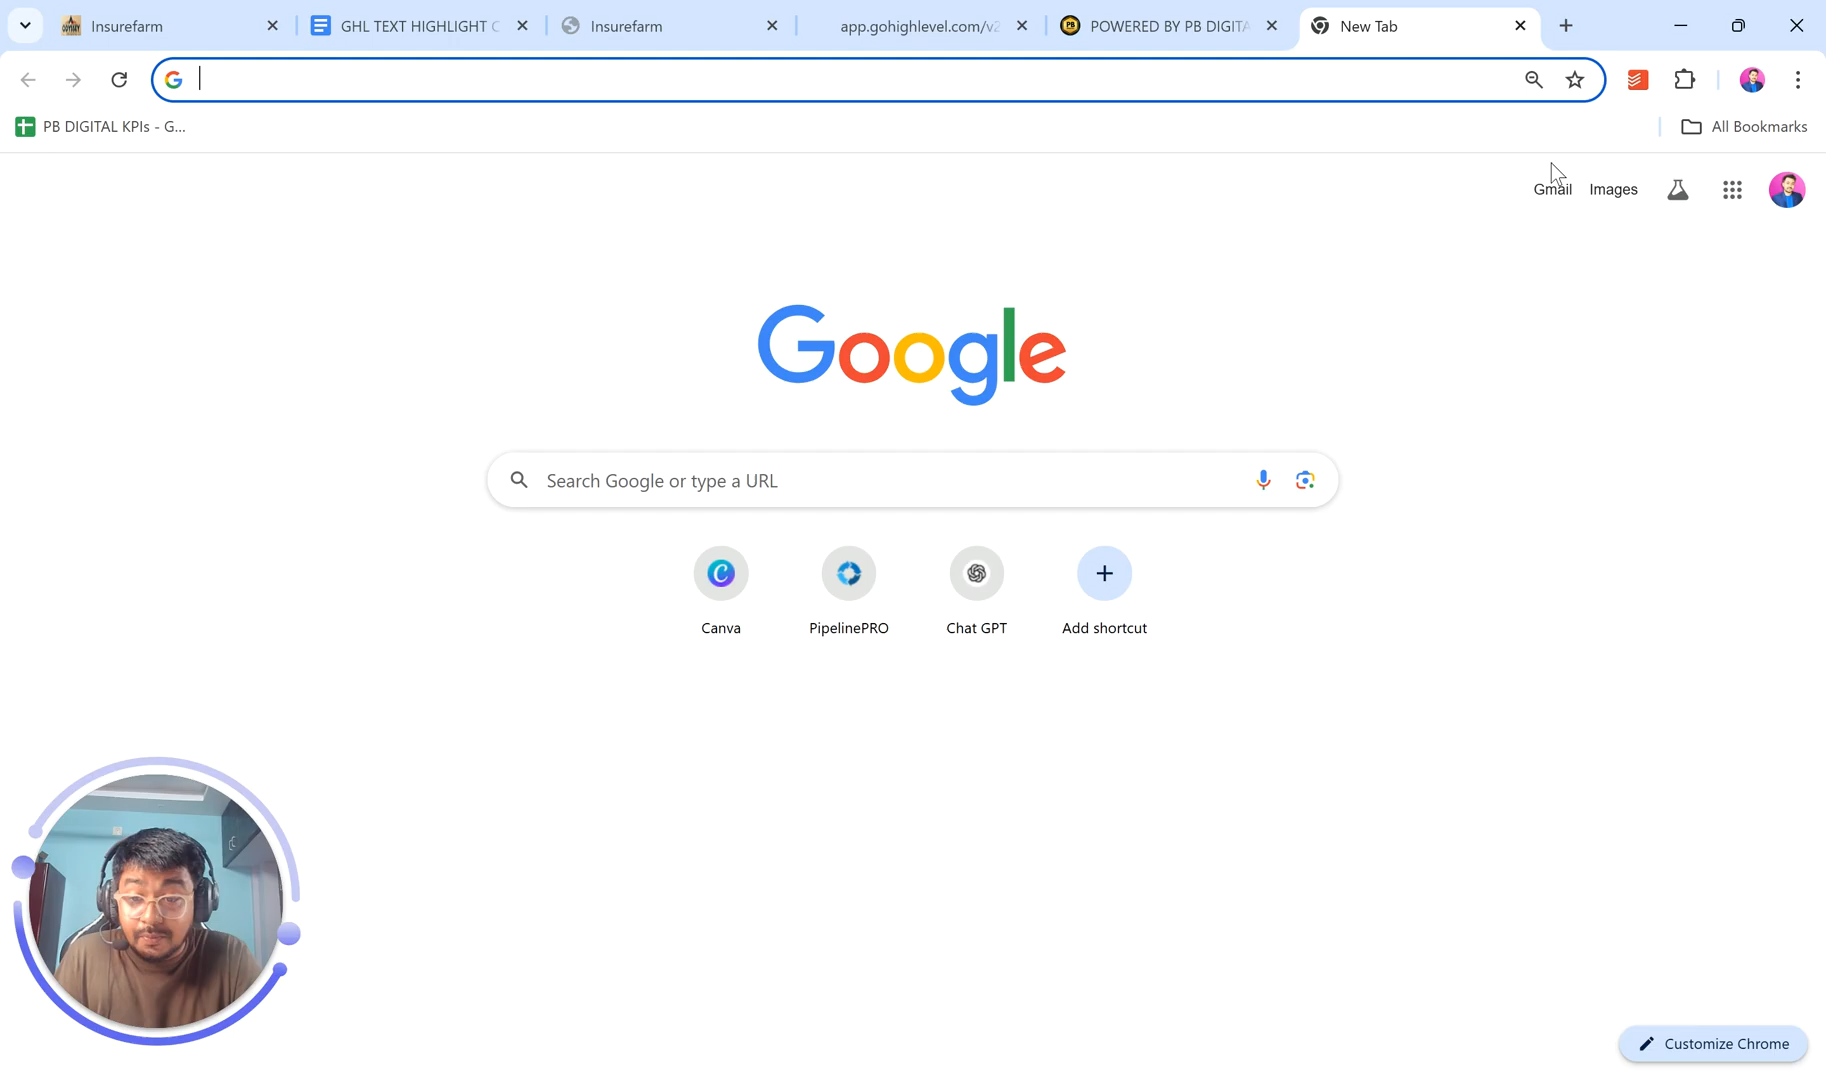 Insurefarm
GHL TEXT HIGHLIGHT C
Insurefarm
app.gohighlevel.com/v2
POWERED BY PB DIGITA
New Tab
PB DIGITAL KPIs - G...
All Bookmarks
Gmail
Images
Google
Search Google or type a URL
Canva
PipelinePRO
Chat GPT
Add shortcut
Customize Chrome